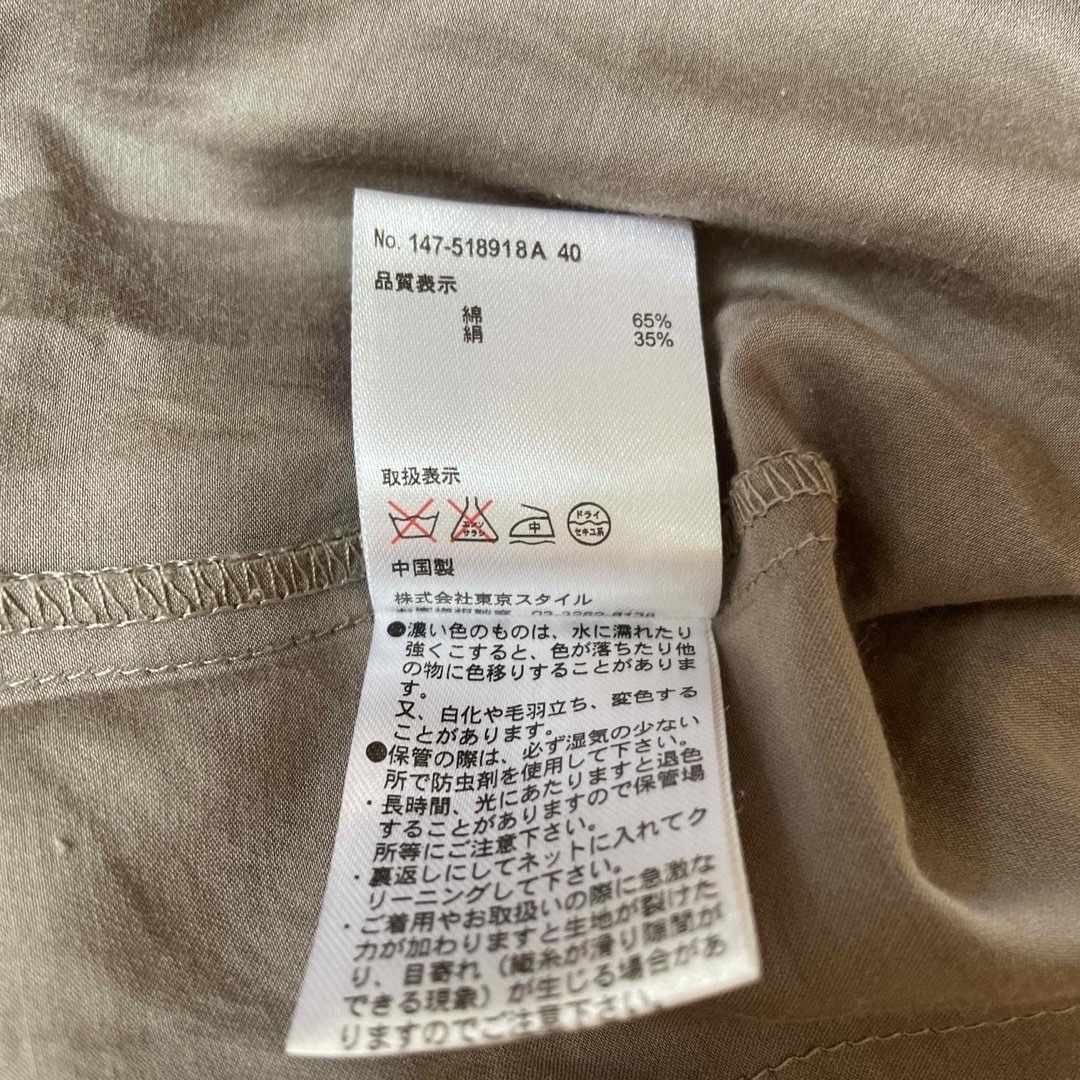 No. 147-518918A 40
品質表示
綿 65%
絹 35%
取扱表示
エンソ
サラシ
中
ドライ
セキユ系
中国製
株式会社東京スタイル
●濃い色のものは、水に濡れたり
強くこすると、色が落ちたり他
の物に色移りすることがありま
す。
又、白化や毛羽立ち、変色する
ことがあります。
●保管の際は、必ず湿気の少ない
所で防虫剤を使用して下さい。
・長時間、光にあたりますと退色
することがありますので保管場
所等にご注意下さい。
・裏返しにしてネットに入れてク
リーニングして下さい。
・ご着用やお取扱いの際に急激な
力が加わりますと生地が裂けた
り、目寄れ（縫糸が滑り隙間が
できる現象）が生じる場合があ
りますのでご注意下さい。